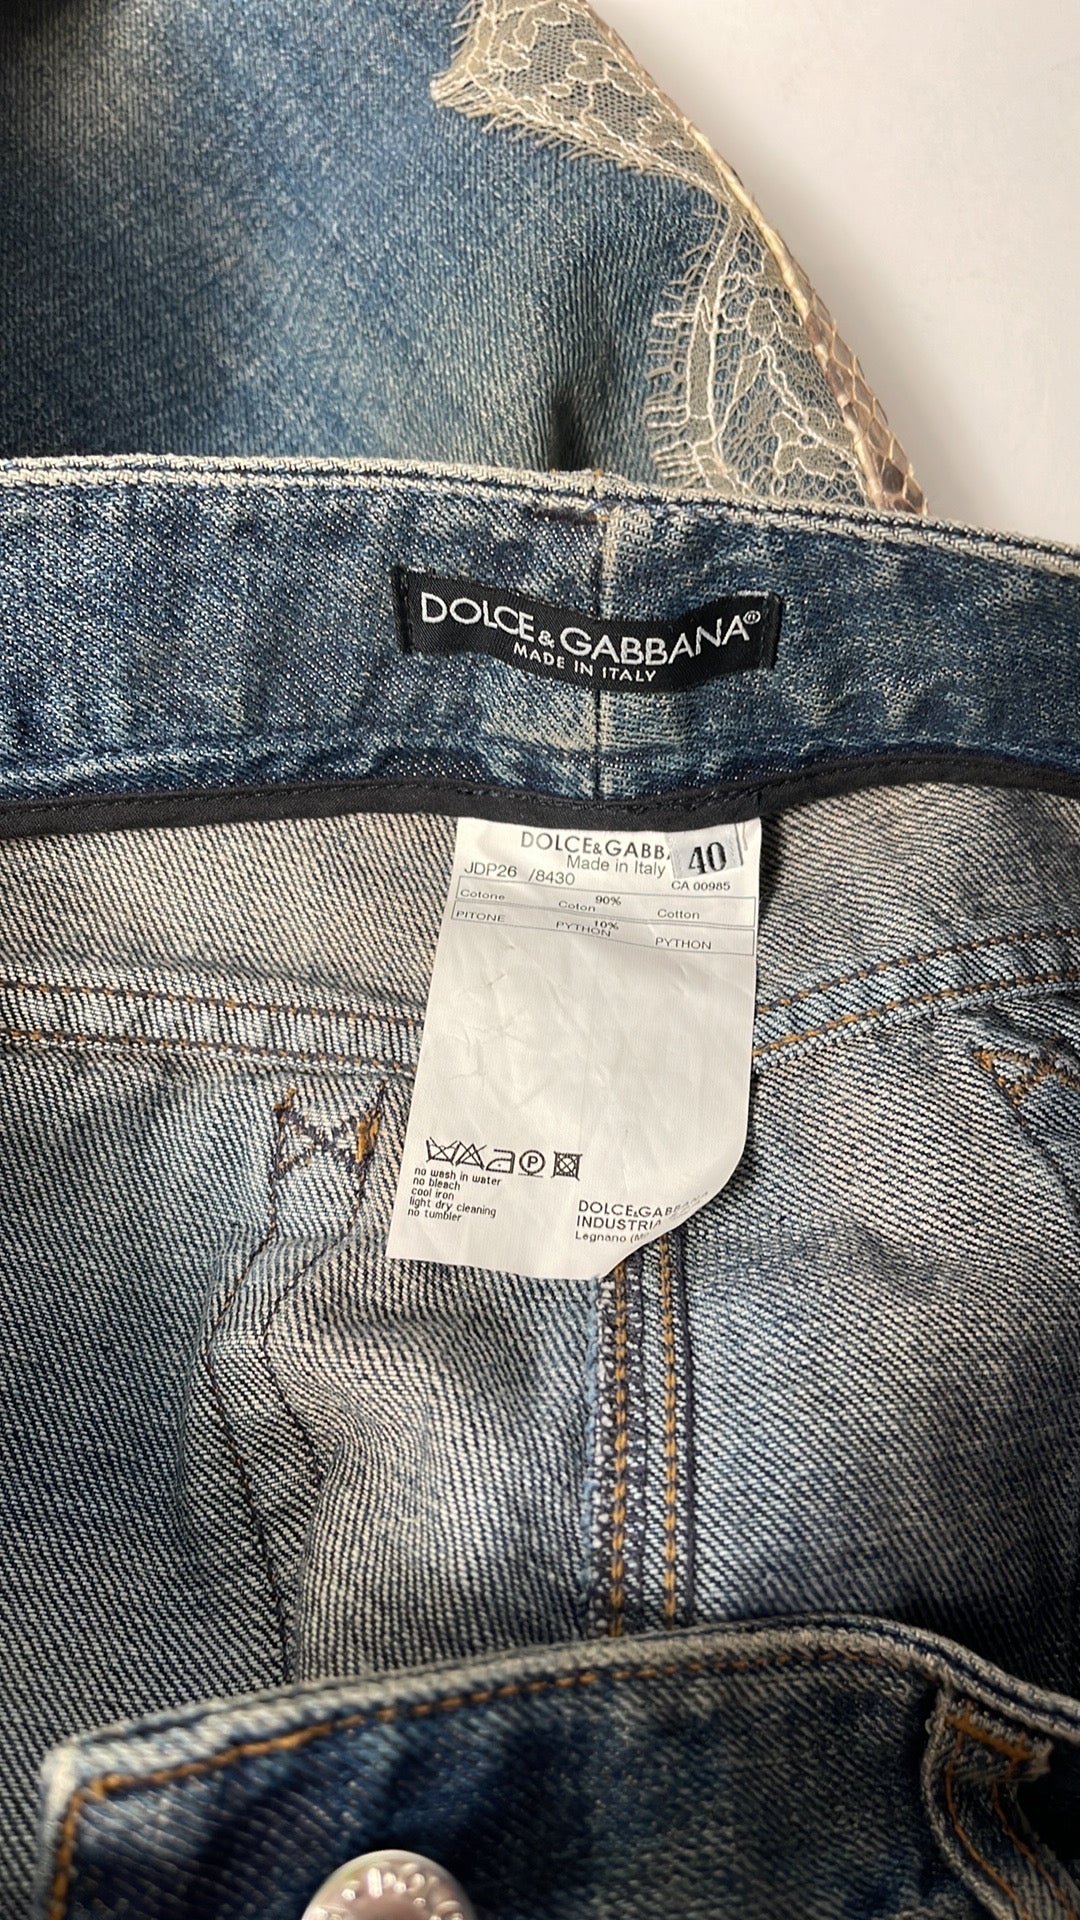 DOLCE&GABBANA®
MADE IN ITALY
DOLCE&GABB
40
Made in Italy
JDP26 /8430
CA 00985
90%
Cotone Coton Cotton
10%
PITONE PYTHON PYTHON
P
no wash in water
no bleach
cool iron
light dry cleaning
no tumbler
DOLCE&GABBANA
INDUSTRIA
Legnano